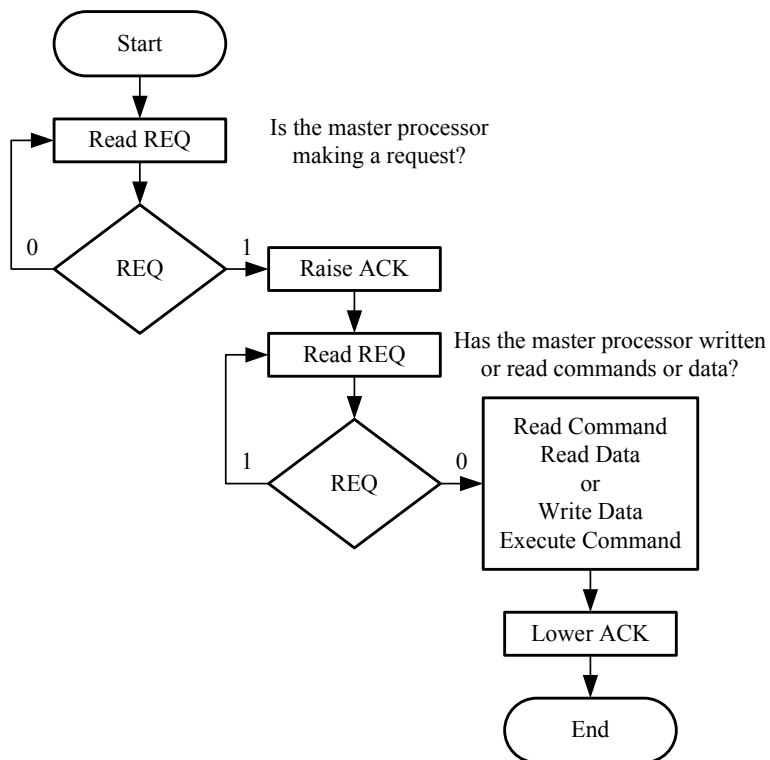 Start
Read REQ
Is the master processor
making a request?
0
REQ
1
Raise ACK
Read REQ
Has the master processor written
or read commands or data?
1
REQ
0
Read Command
Read Data
or
Write Data
Execute Command
Lower ACK
End